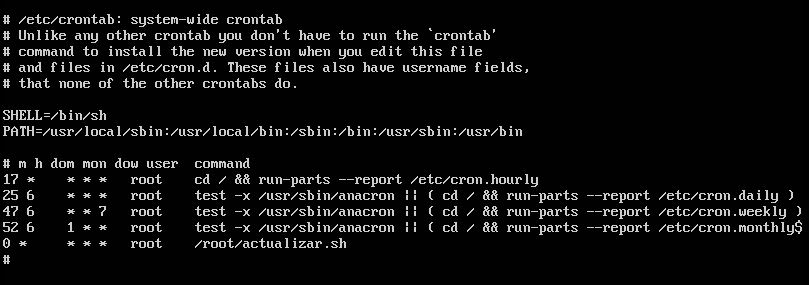 # /etc/crontab: system-wide crontab
# Unlike any other crontab you don't have to run the `crontab'
# command to install the new version when you edit this file
# and files in /etc/cron.d. These files also have username fields,
# that none of the other crontabs do.

SHELL=/bin/sh
PATH=/usr/local/sbin:/usr/local/bin:/sbin:/bin:/usr/sbin:/usr/bin

# m h dom mon dow user  command
17 *    * * *   root    cd / && run-parts --report /etc/cron.hourly
25 6    * * *   root    test -x /usr/sbin/anacron || ( cd / && run-parts --report /etc/cron.daily )
47 6    * * 7   root    test -x /usr/sbin/anacron || ( cd / && run-parts --report /etc/cron.weekly )
52 6    1 * *   root    test -x /usr/sbin/anacron || ( cd / && run-parts --report /etc/cron.monthly$
0 *     * * *   root    /root/actualizar.sh
#